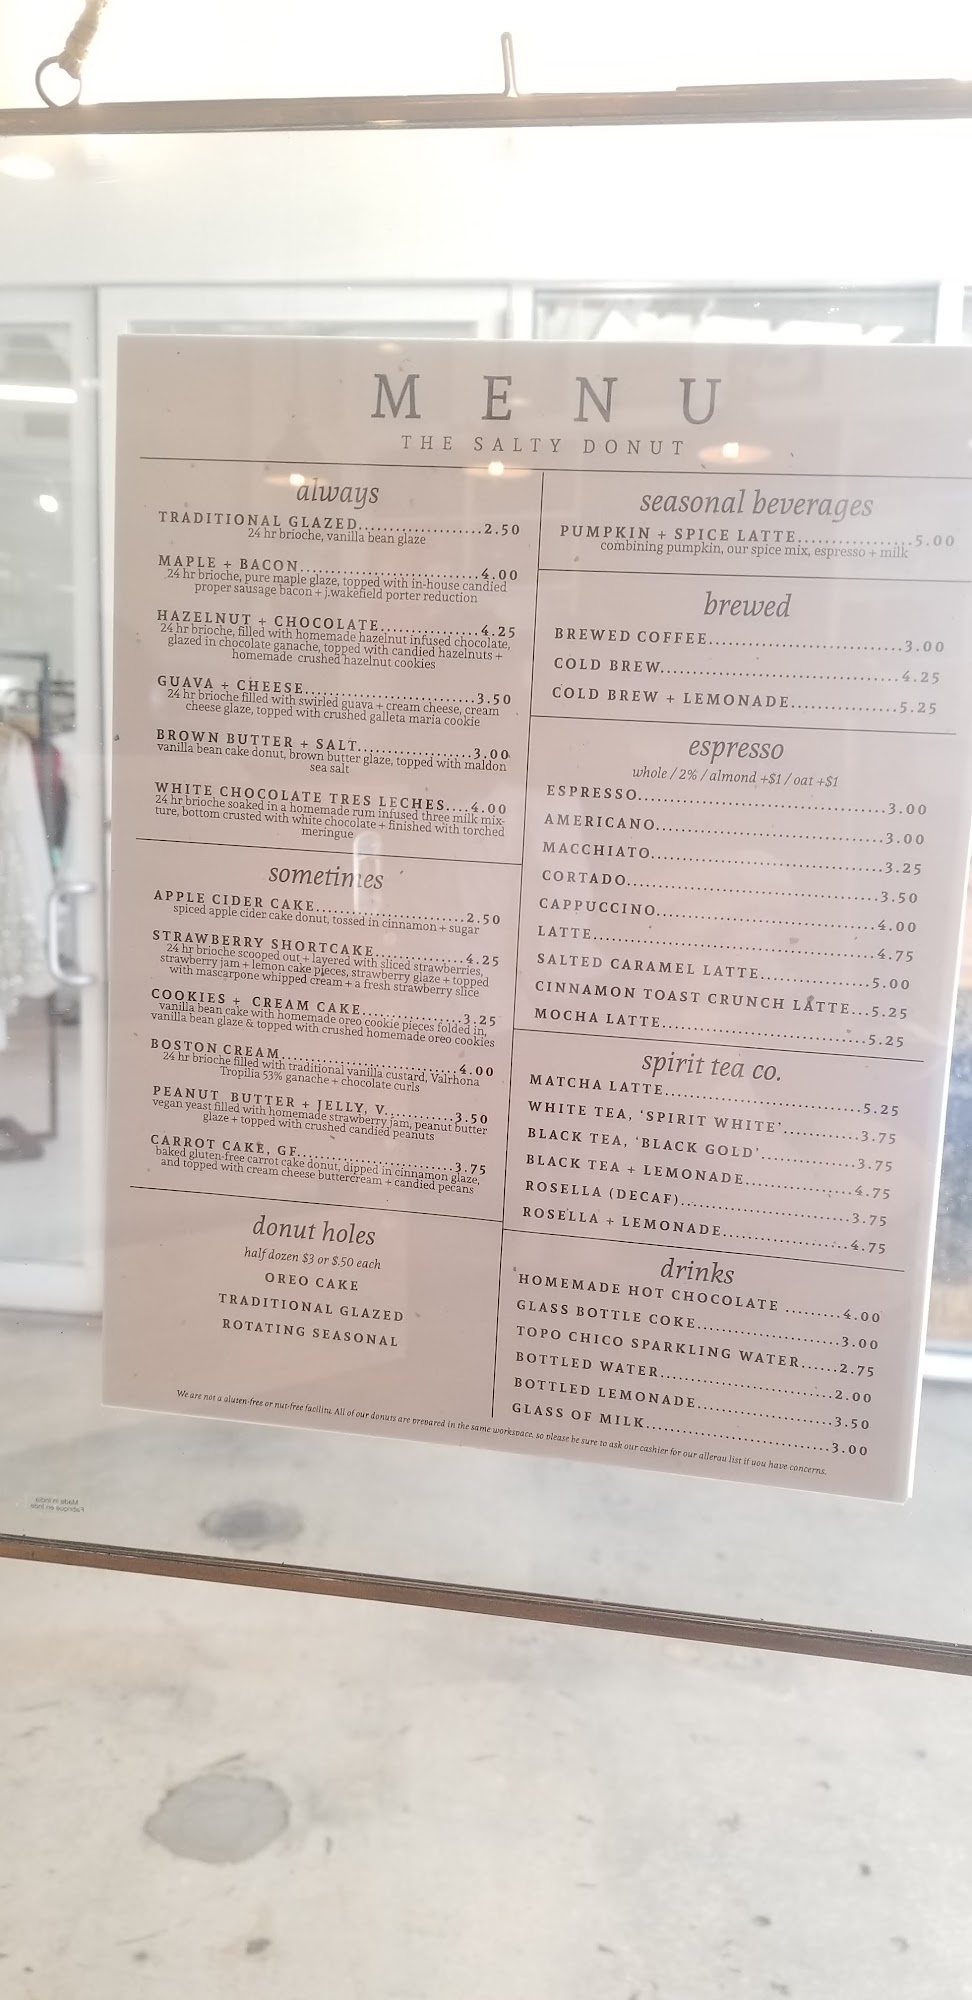 MENU
THE SALTY DONUT
always
TRADITIONAL GLAZED..................2.50
24 hr brioche, vanilla bean glaze
MAPLE + BACON..........................4.00
24 hr brioche, pure maple glaze, topped with in-house candied
proper sausage bacon + j.wakefield porter reduction
HAZELNUT + CHOCOLATE..............4.25
24 hr brioche, filled with homemade hazelnut infused chocolate,
glazed in chocolate ganache, topped with candied hazelnuts +
homemade crushed hazelnut cookies
GUAVA + CHEESE.........................3.50
24 hr brioche filled with swirled guava + cream cheese, cream
cheese glaze, topped with crushed galleta maria cookie
BROWN BUTTER + SALT.................3.00
vanilla bean cake donut, brown butter glaze, topped with maldon
sea salt
WHITE CHOCOLATE TRES LECHES....4.00
24 hr brioche soaked in a homemade rum infused three milk mix-
ture, bottom crusted with white chocolate + finished with torched
meringue
sometimes
APPLE CIDER CAKE......................2.50
spiced apple cider cake donut, tossed in cinnamon + sugar
STRAWBERRY SHORTCAKE.............4.25
24 hr brioche scooped out + layered with sliced strawberries,
strawberry jam + lemon cake pieces, strawberry glaze + topped
with mascarpone whipped cream + a fresh strawberry slice
COOKIES + CREAM CAKE...............3.25
vanilla bean cake with homemade oreo cookie pieces folded in,
vanilla bean glaze & topped with crushed homemade oreo cookies
BOSTON CREAM..........................4.00
24 hr brioche filled with traditional vanilla custard, Valrhona
Tropilia 53% ganache + chocolate curls
PEANUT BUTTER + JELLY, V...........3.50
vegan yeast filled with homemade strawberry jam, peanut butter
glaze + topped with crushed candied peanuts
CARROT CAKE, GF.......................3.75
baked gluten-free carrot cake donut, dipped in cinnamon glaze,
and topped with cream cheese buttercream + candied pecans
donut holes
half dozen $3 or $.50 each
OREO CAKE
TRADITIONAL GLAZED
ROTATING SEASONAL
seasonal beverages
PUMPKIN + SPICE LATTE................5.00
combining pumpkin, our spice mix, espresso + milk
brewed
BREWED COFFEE............................3.00
COLD BREW..................................4.25
COLD BREW + LEMONADE...............5.25
espresso
whole / 2% / almond +$1 / oat +$1
ESPRESSO....................................3.00
AMERICANO.................................3.00
MACCHIATO.................................3.25
CORTADO.....................................3.50
CAPPUCCINO................................4.00
LATTE.........................................4.75
SALTED CARAMEL LATTE...............5.00
CINNAMON TOAST CRUNCH LATTE...5.25
MOCHA LATTE..............................5.25
spirit tea co.
MATCHA LATTE............................5.25
WHITE TEA, 'SPIRIT WHITE'...........3.75
BLACK TEA, 'BLACK GOLD'.............3.75
BLACK TEA + LEMONADE...............4.75
ROSELLA (DECAF)........................3.75
ROSELLA + LEMONADE..................4.75
drinks
HOMEMADE HOT CHOCOLATE .........4.00
GLASS BOTTLE COKE....................3.00
TOPO CHICO SPARKLING WATER......2.75
BOTTLED WATER.........................2.00
BOTTLED LEMONADE....................3.50
GLASS OF MILK...........................3.00
We are not a gluten-free or nut-free facility. All of our donuts are prepared in the same workspace, so please be sure to ask our cashier for our allergy list if you have concerns.
Made in India
Fabriqué en Inde